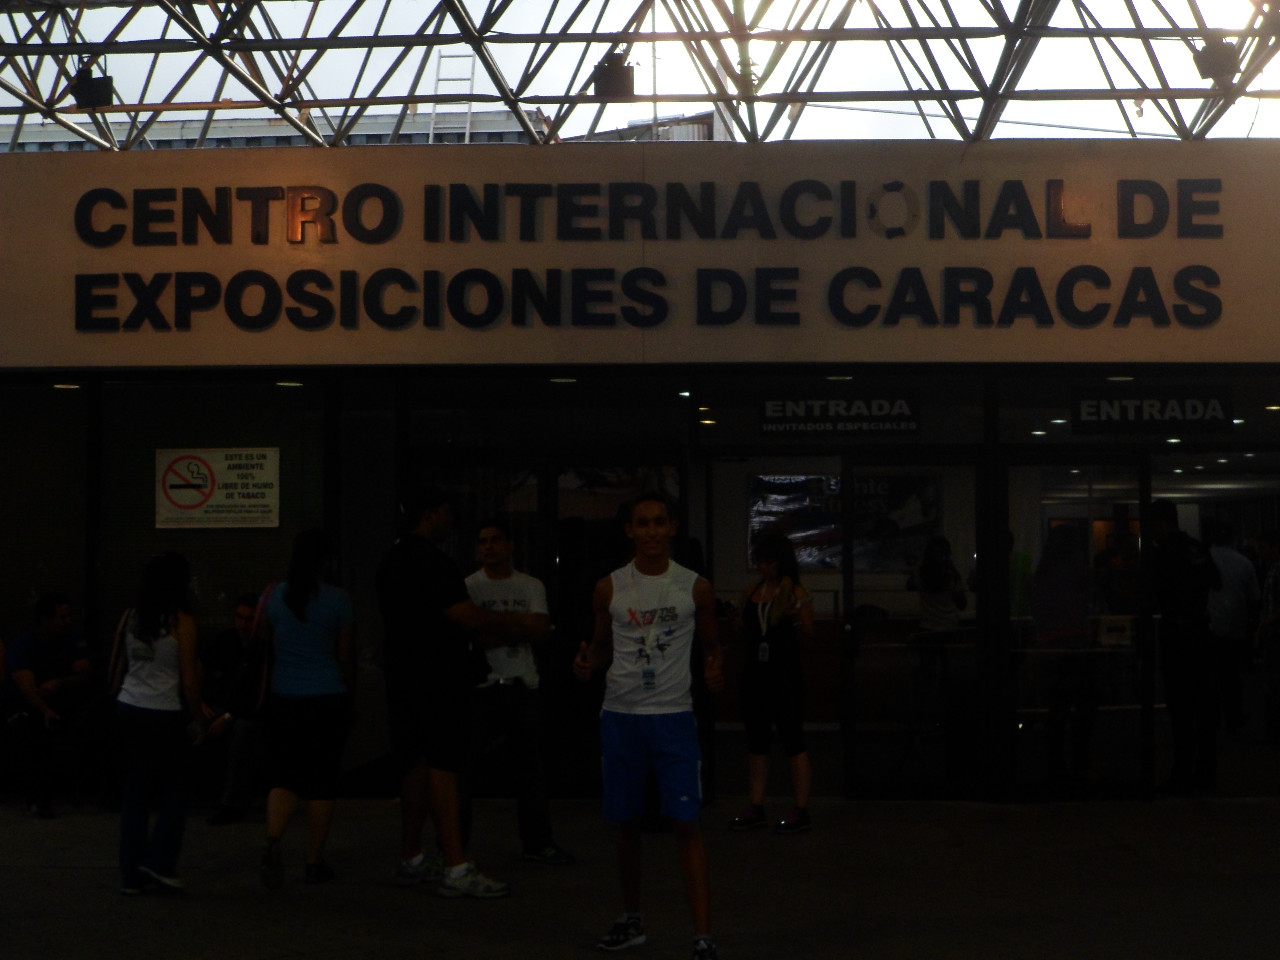 CENTRO INTERNACIONAL DE
EXPOSICIONES DE CARACAS
ENTRADA
INVITADOS ESPECIALES
ENTRADA
ESTE ES UN
AMBIENTE
100%
LIBRE DE HUMO
DE TABACO